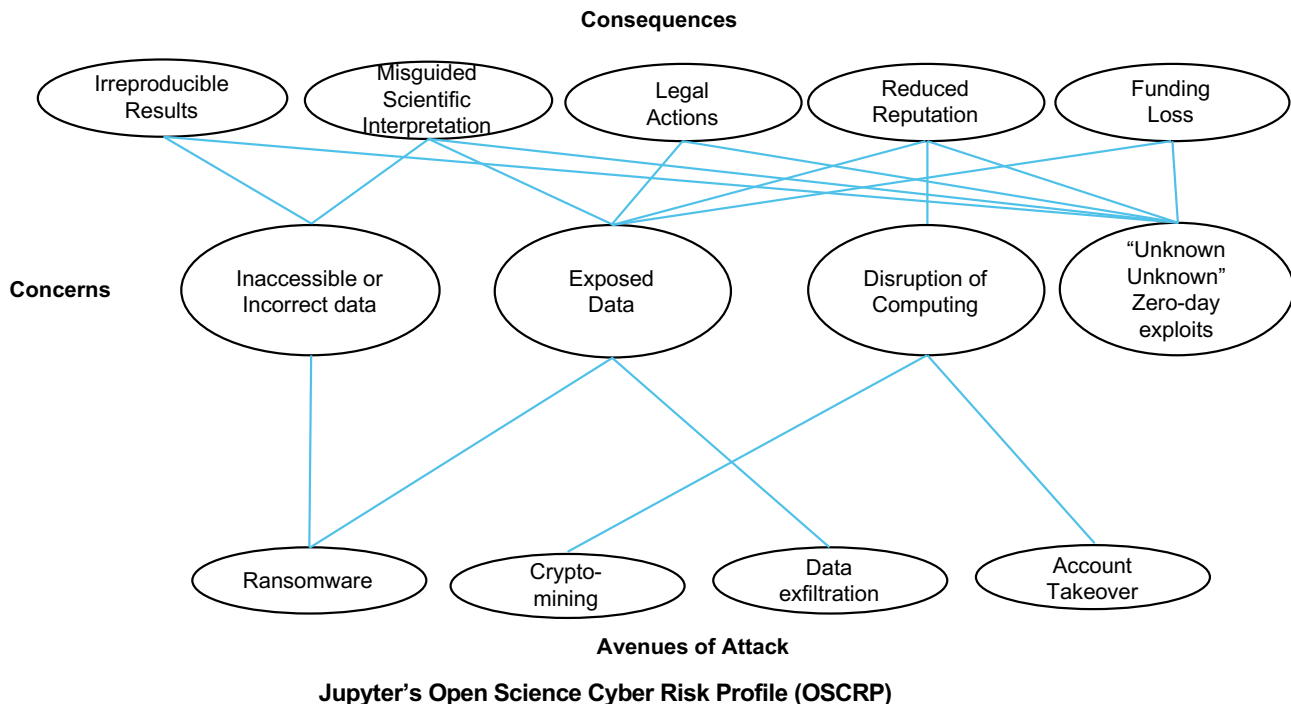 Consequences
Irreproducible
Results
Misguided
Scientific
Interpretation
Legal
Actions
Reduced
Reputation
Funding
Loss
Concerns
Inaccessible or
Incorrect data
Exposed
Data
Disruption of
Computing
“Unknown
Unknown”
Zero-day
exploits
Ransomware
Crypto-
mining
Data
exfiltration
Account
Takeover
Avenues of Attack
Jupyter’s Open Science Cyber Risk Profile (OSCRP)